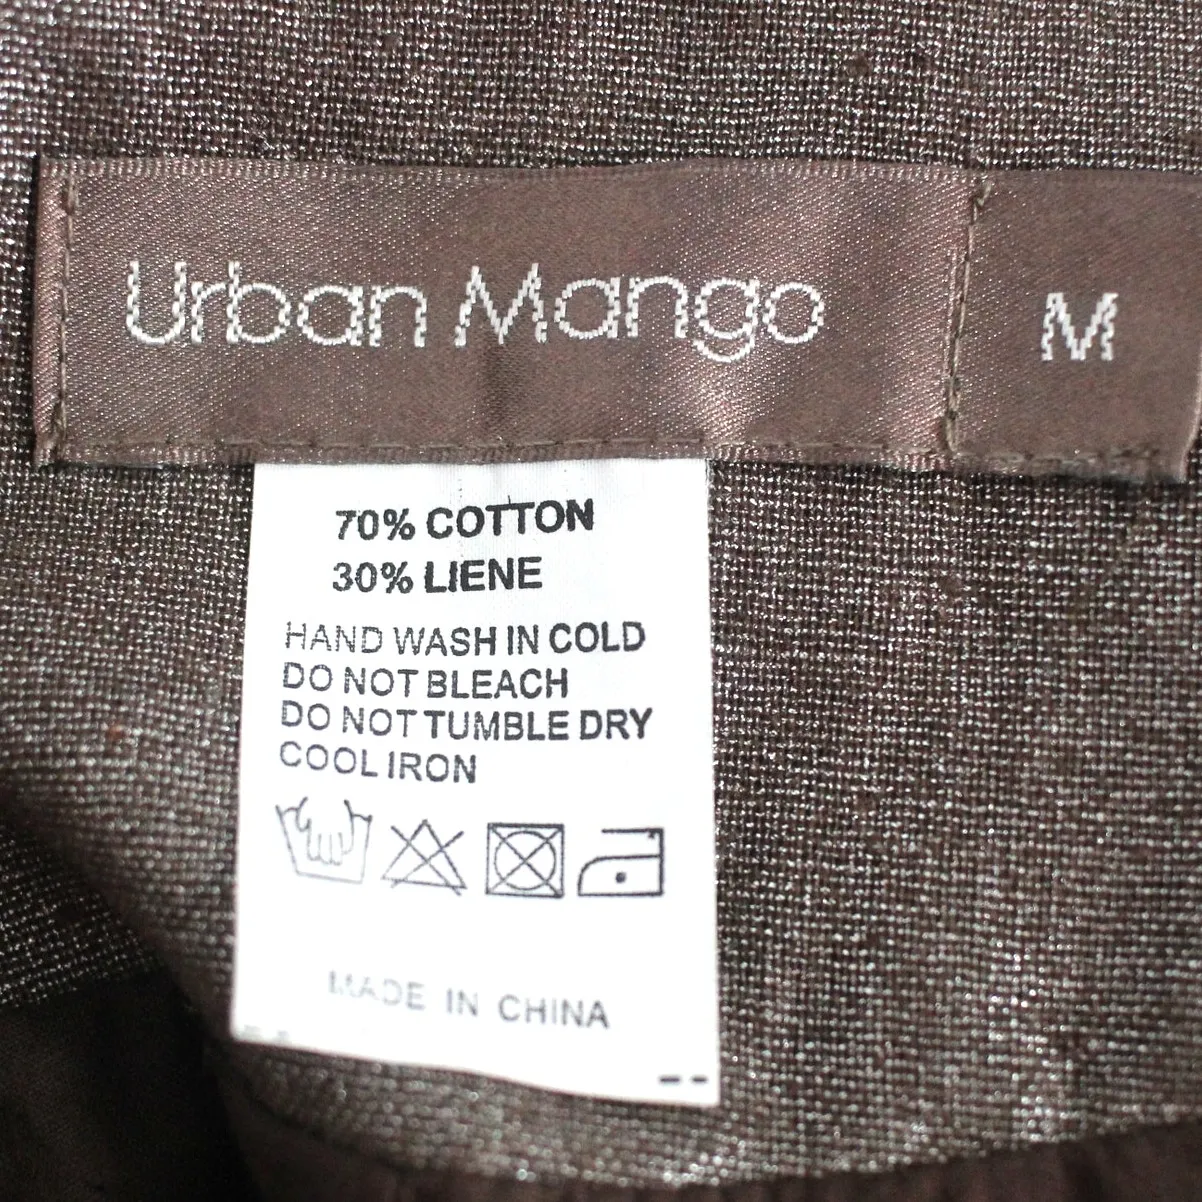 Urban Mango
M
70% COTTON
30% LIENE
HAND WASH IN COLD
DO NOT BLEACH
DO NOT TUMBLE DRY
COOL IRON
MADE IN CHINA